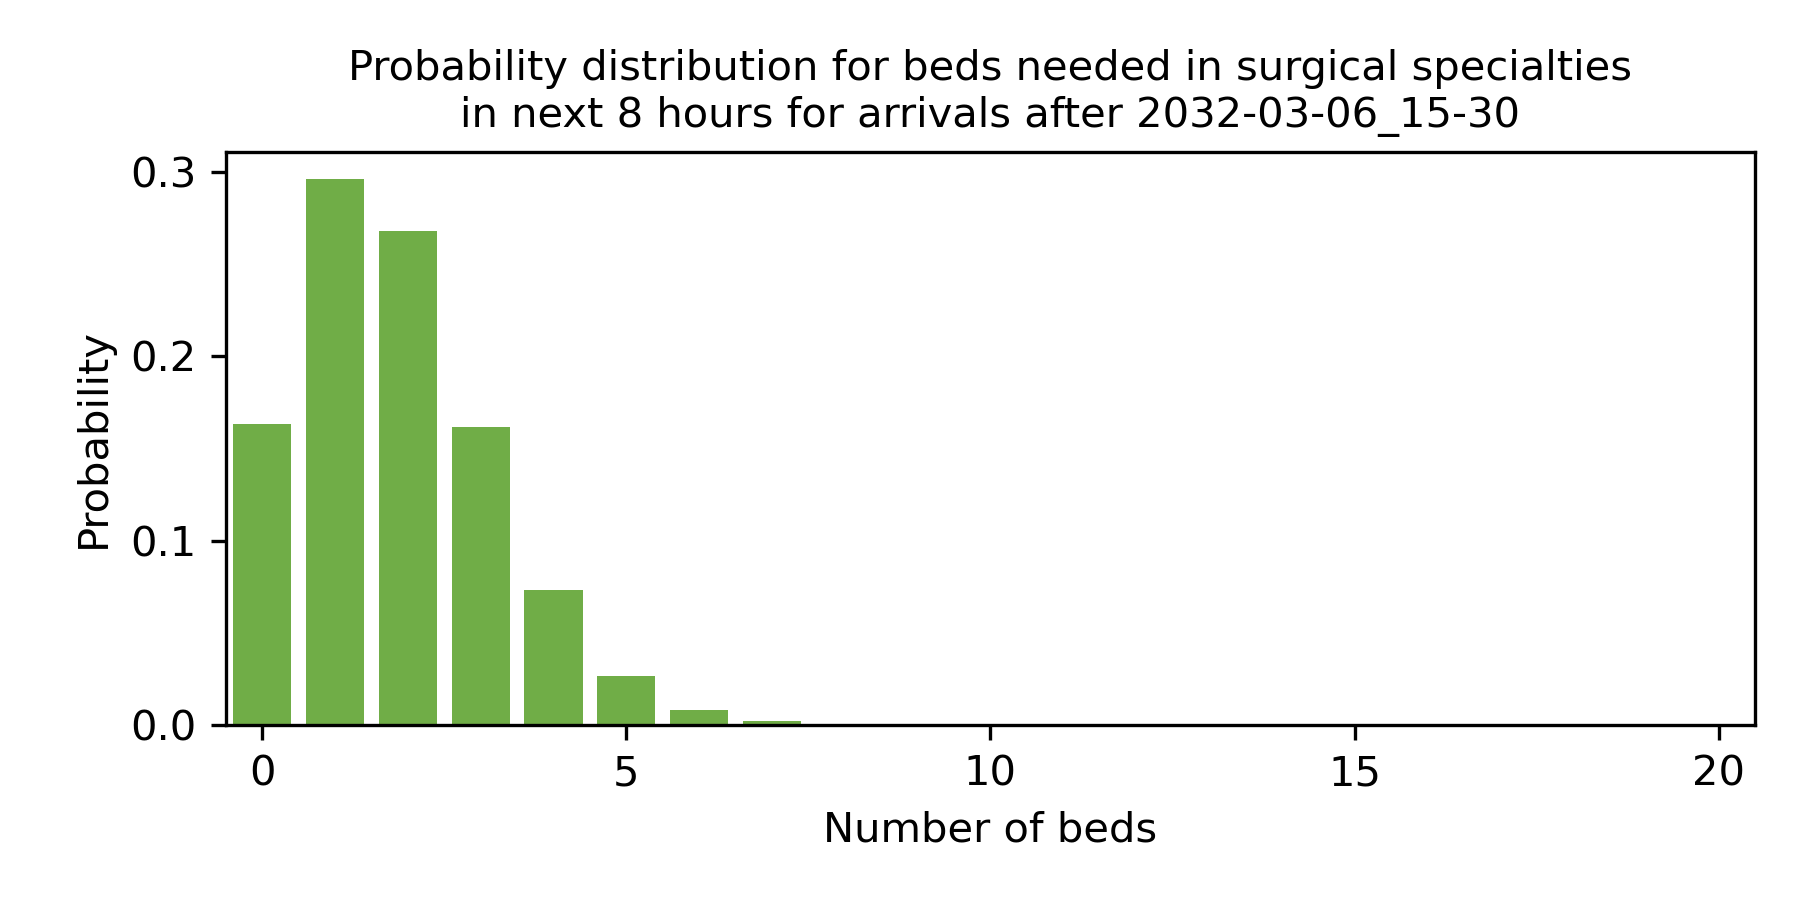 Probability distribution for beds needed in surgical specialties
in next 8 hours for arrivals after 2032-03-06_15-30
0.3
0.2
0.1
0.0
Probability
0 5 10 15 20
Number of beds